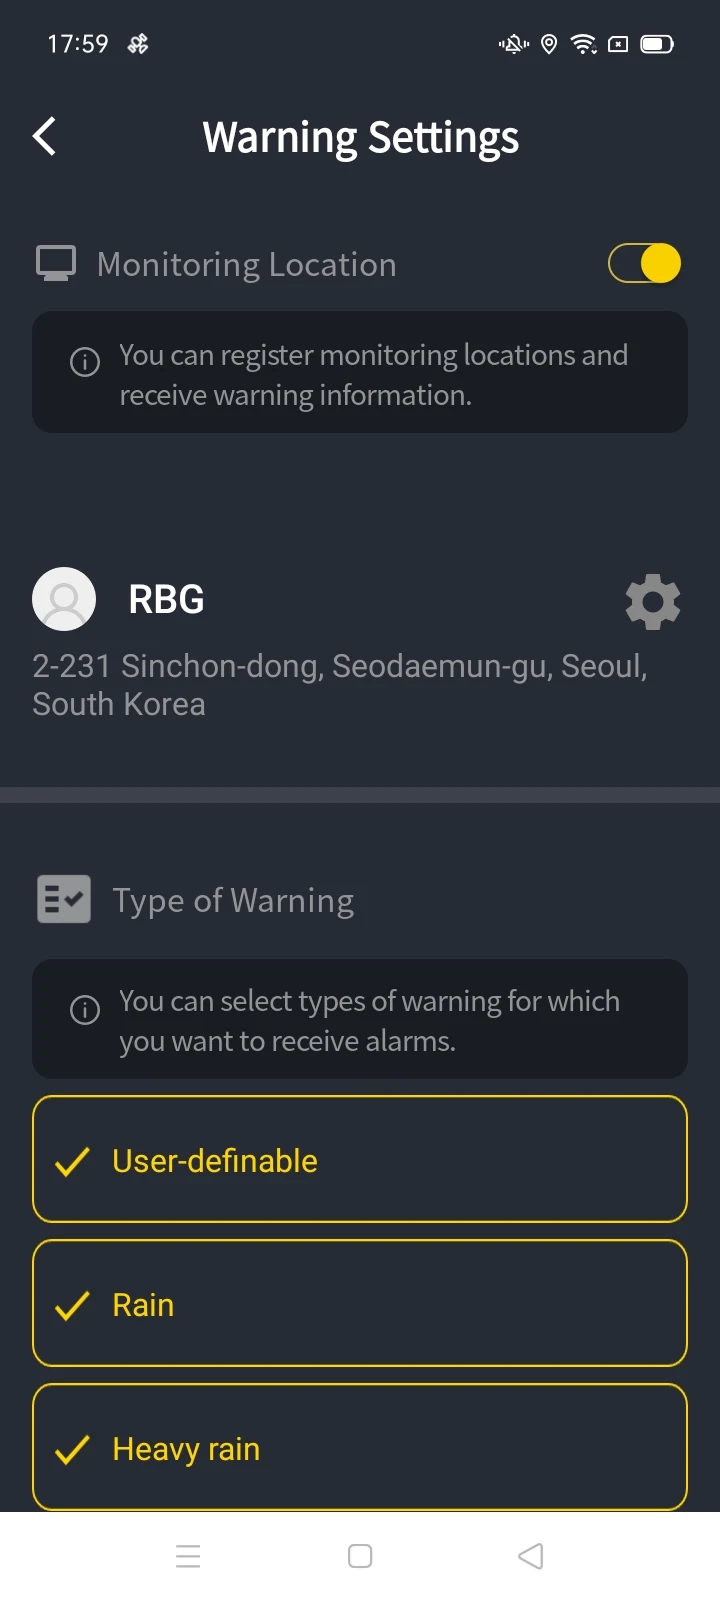 17:59
Warning Settings
Monitoring Location
You can register monitoring locations and
receive warning information.
RBG
2-231 Sinchon-dong, Seodaemun-gu, Seoul,
South Korea
Type of Warning
You can select types of warning for which
you want to receive alarms.
User-definable
Rain
Heavy rain